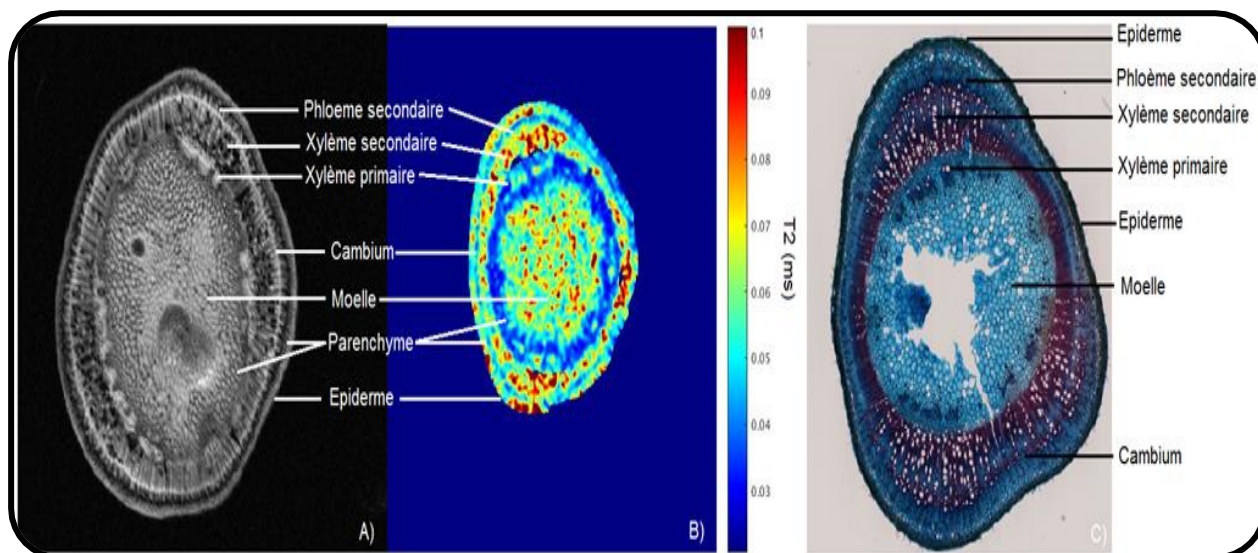 Phloeme secondaire
Xylème secondaire
Xylème primaire
Cambium
Moelle
Parenchyme
Epiderme
A)
B)
0.1
0.09
0.08
0.07
0.06
0.05
0.04
0.03
T2 (ms)
Epiderme
Phloème secondaire
Xylème secondaire
Xylème primaire
Epiderme
Moelle
Cambium
C)